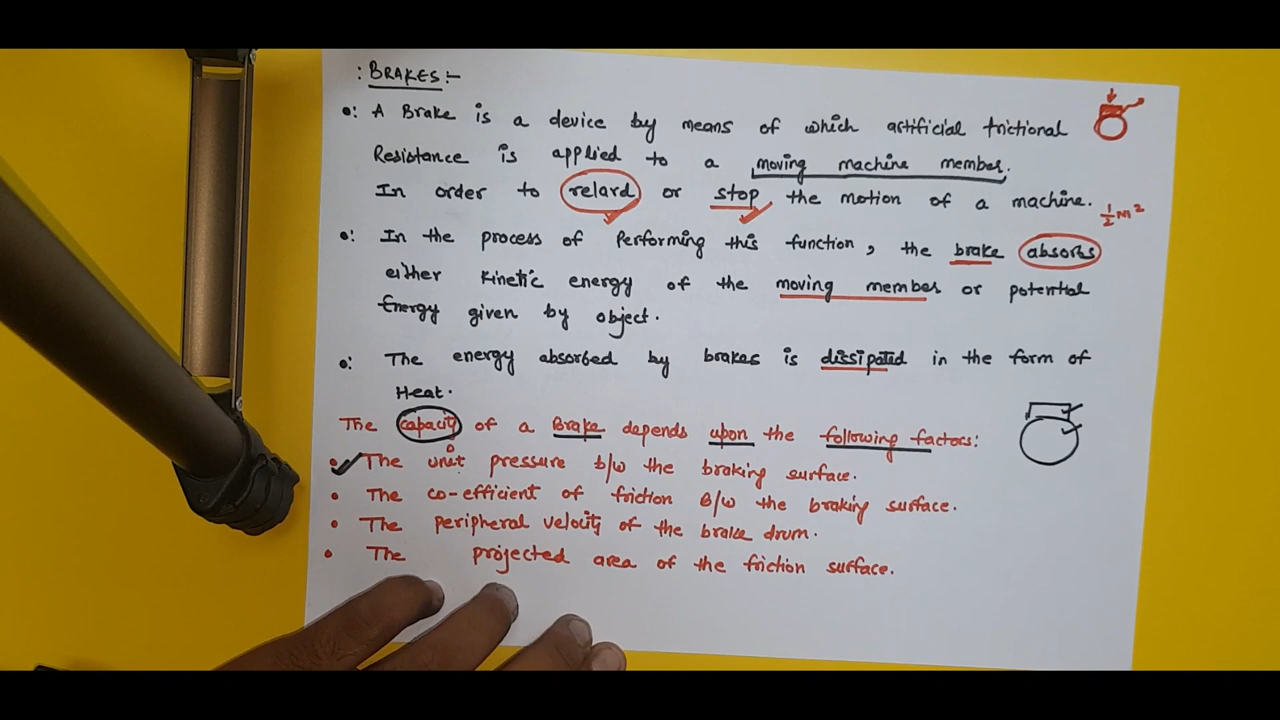 : BRAKES:-
•: A Brake is a device by means of which artificial frictional
Resistance is applied to a moving machine member.
In order to relard or stop the motion of a machine.
1/2 m²
•: In the process of Performing this function, the brake absorbs
either kinetic energy of the moving member or potential
Energy given by object.
•: The energy absorbed by brakes is dissipated in the form of
Heat.
The capacity of a Brake depends upon the following factors:
• The unit pressure b/w the braking surface.
• The co-efficient of friction B/w the braking surface.
• The peripheral velocity of the brake drum.
• The projected area of the friction surface.